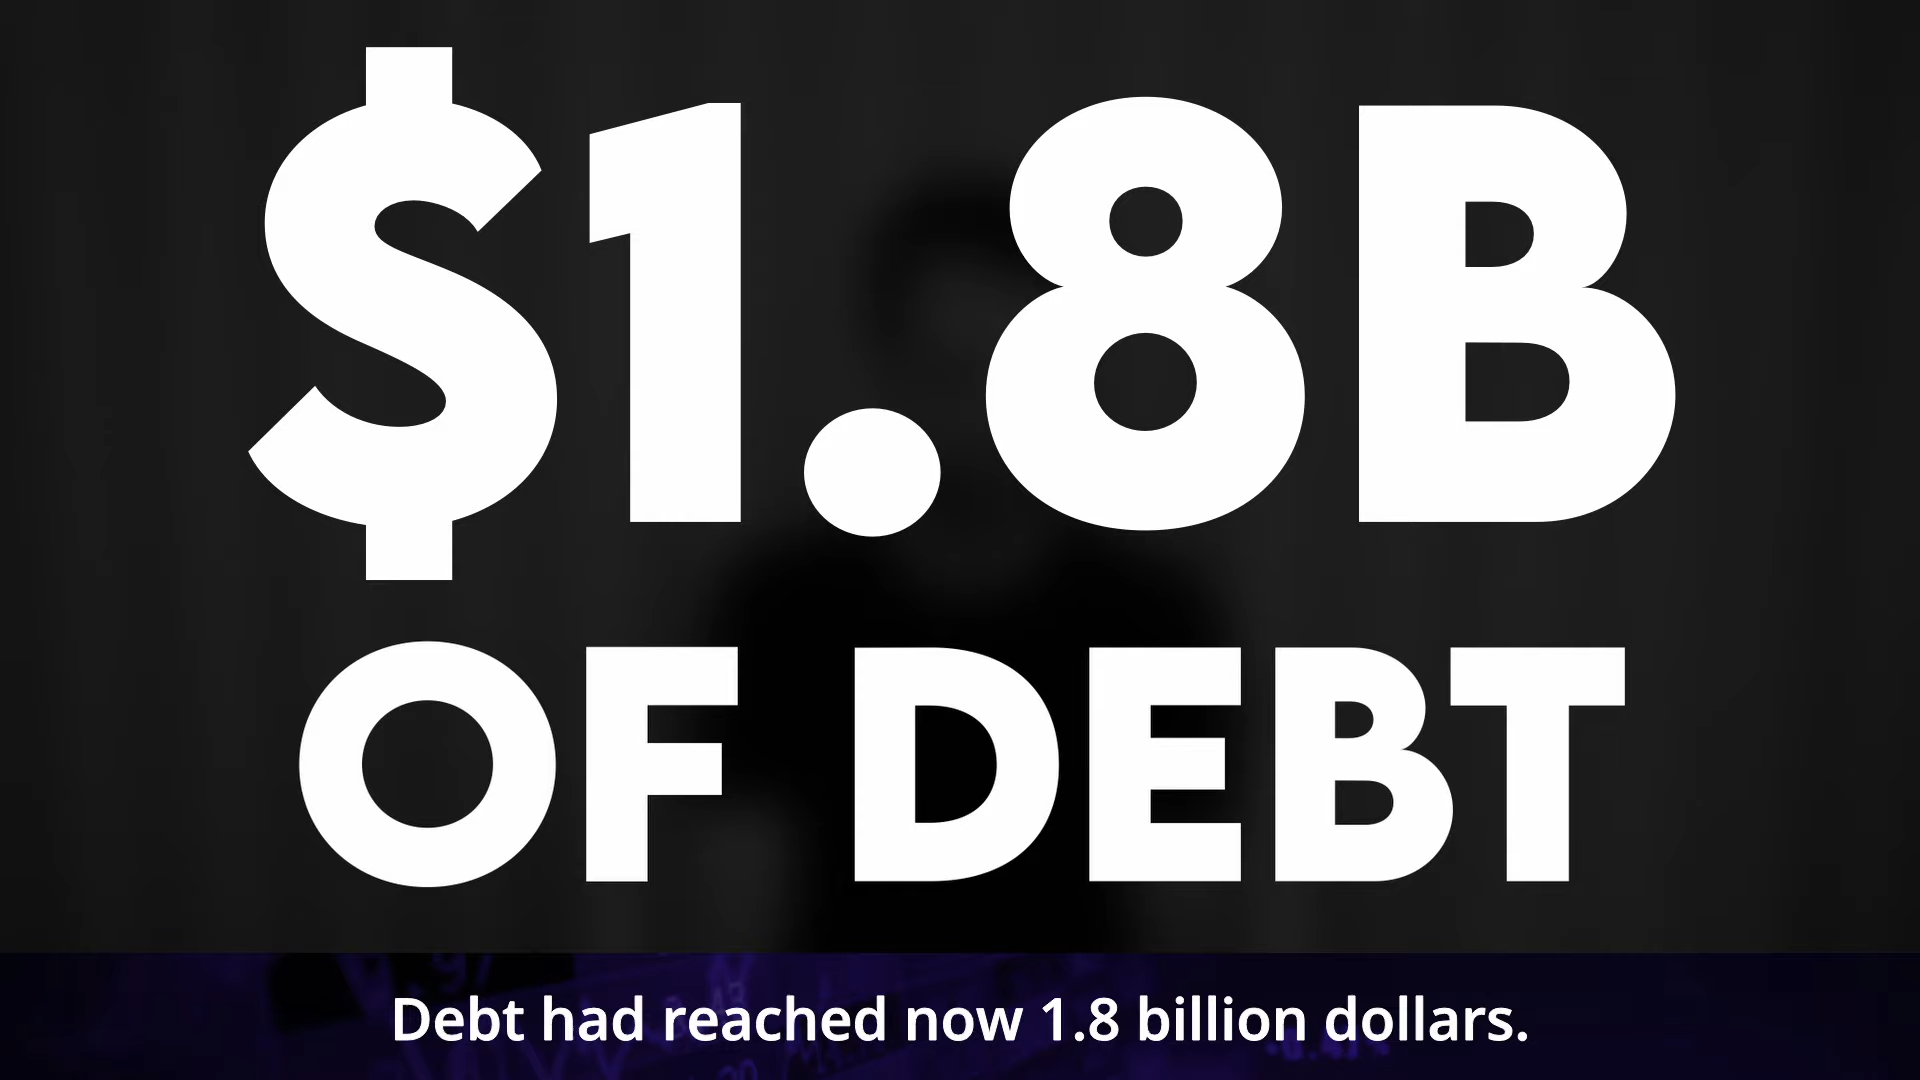 $1.8B
OF DEBT
Debt had reached now 1.8 billion dollars.